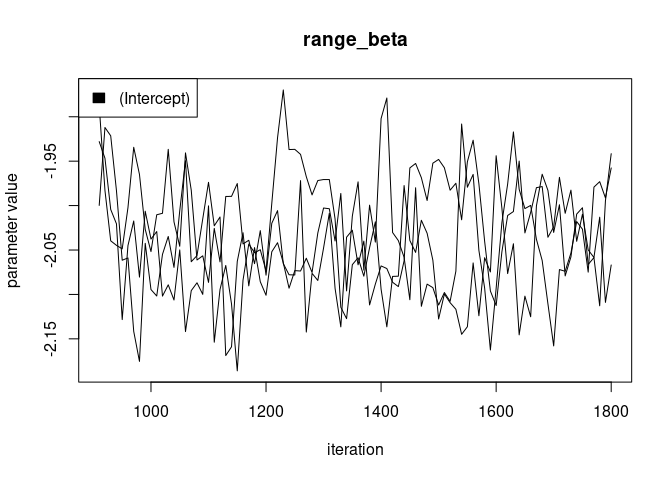 range_beta
(Intercept)
parameter value
-1.95
-2.05
-2.15
1000 1200 1400 1600 1800
iteration